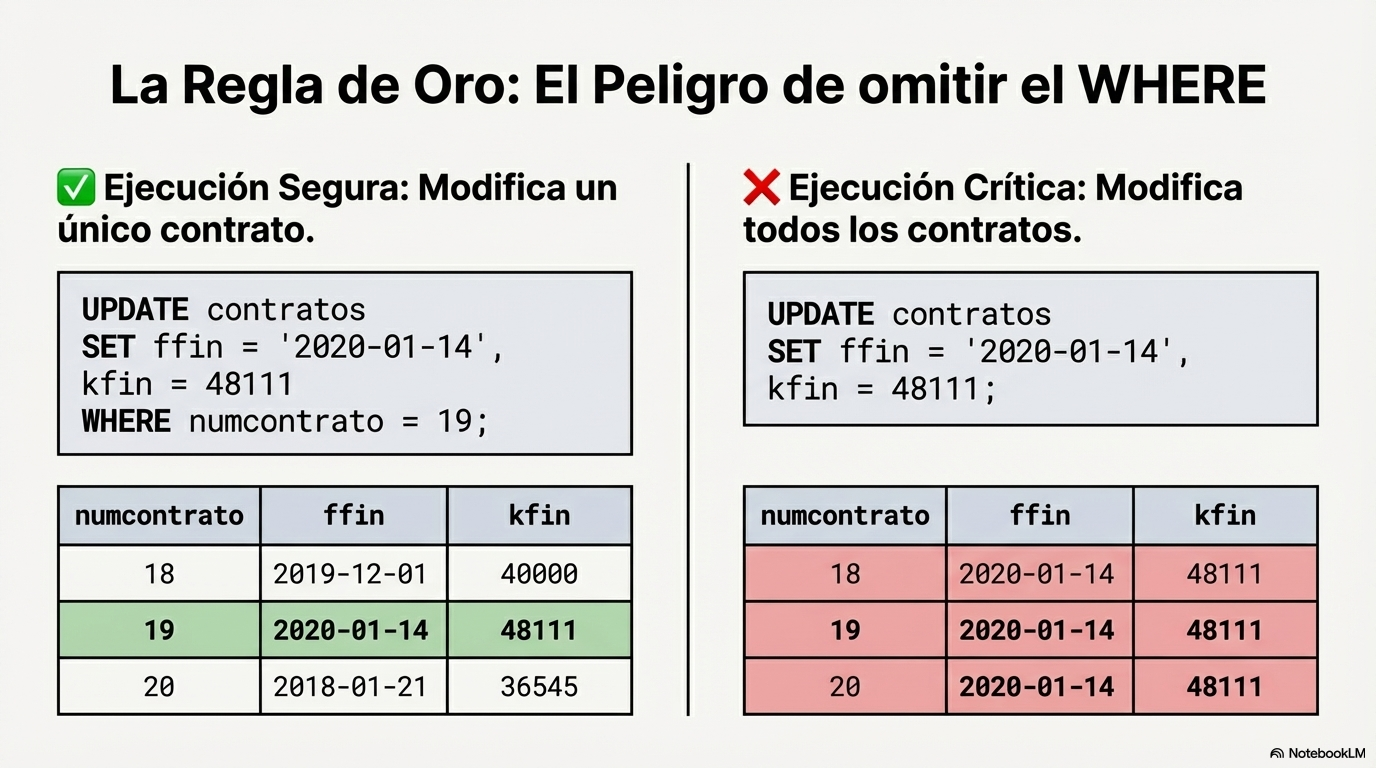 La Regla de Oro: El Peligro de omitir el WHERE
✅ Ejecución Segura: Modifica un
único contrato.
UPDATE contratos
SET ffin = '2020-01-14',
kfin = 48111
WHERE numcontrato = 19;
numcontrato ffin kfin
18 2019-12-01 40000
19 2020-01-14 48111
20 2018-01-21 36545
❌ Ejecución Crítica: Modifica
todos los contratos.
UPDATE contratos
SET ffin = '2020-01-14',
kfin = 48111;
numcontrato ffin kfin
18 2020-01-14 48111
19 2020-01-14 48111
20 2020-01-14 48111
NotebookLM